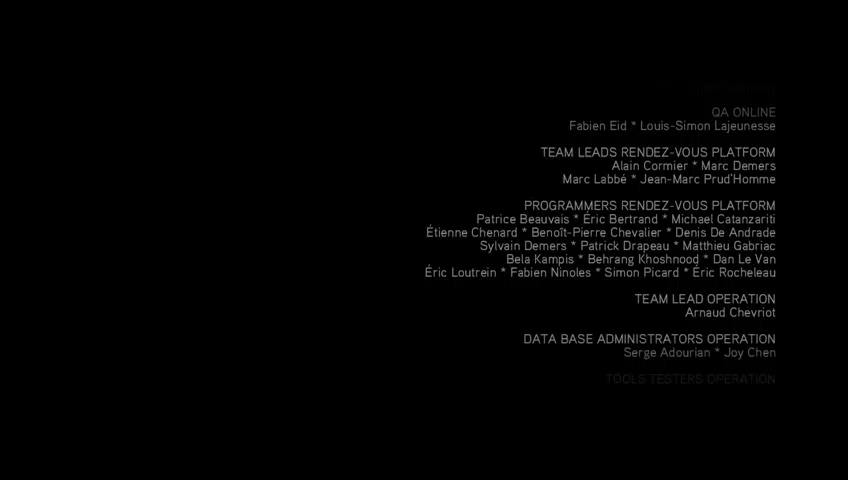 QA ONLINE
Fabien Eid * Louis-Simon Lajeunesse
TEAM LEADS RENDEZ-VOUS PLATFORM
Alain Cormier * Marc Demers
Marc Labbé * Jean-Marc Prud'Homme
PROGRAMMERS RENDEZ-VOUS PLATFORM
Patrice Beauvais * Éric Bertrand * Michael Catanzariti
Étienne Chenard * Benoît-Pierre Chevalier * Denis De Andrade
Sylvain Demers * Patrick Drapeau * Matthieu Gabriac
Bela Kampis * Behrang Khoshnood * Dan Le Van
Éric Loutrein * Fabien Ninoles * Simon Picard * Éric Rocheleau
TEAM LEAD OPERATION
Arnaud Chevriot
DATA BASE ADMINISTRATORS OPERATION
Serge Adourian * Joy Chen
TOOLS TESTERS OPERATION